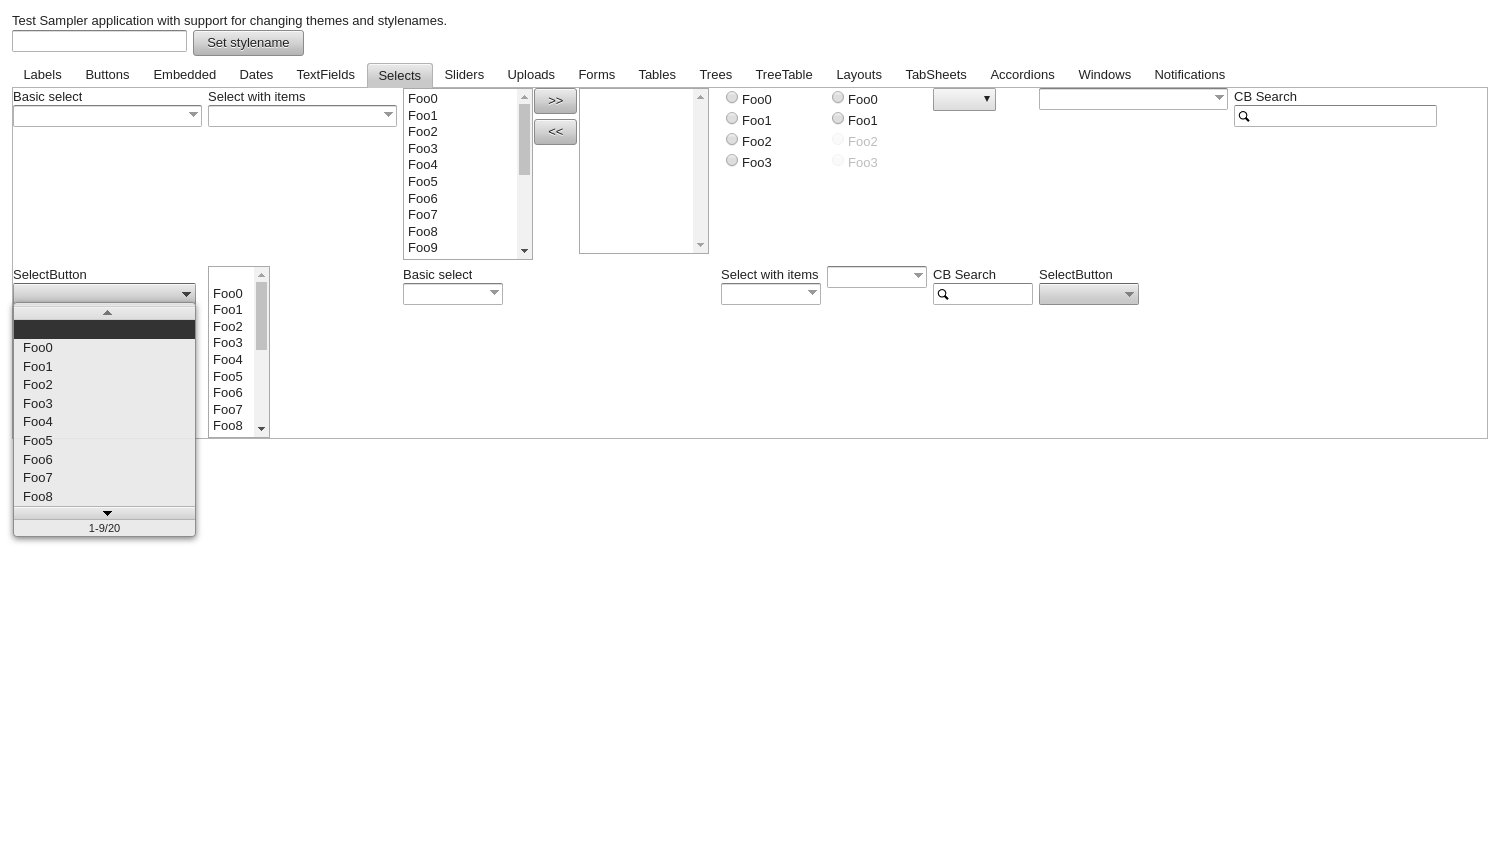 Test Sampler application with support for changing themes and stylenames.
Set stylename
Labels Buttons Embedded Dates TextFields Selects Sliders Uploads Forms Tables Trees TreeTable Layouts TabSheets Accordions Windows Notifications
Basic select
Select with items
Foo0
Foo1
Foo2
Foo3
Foo4
Foo5
Foo6
Foo7
Foo8
Foo9
>>
<<
Foo0
Foo1
Foo2
Foo3
Foo0
Foo1
Foo2
Foo3
CB Search
SelectButton
Foo0
Foo1
Foo2
Foo3
Foo4
Foo5
Foo6
Foo7
Foo8
1-9/20
Foo0
Foo1
Foo2
Foo3
Foo4
Foo5
Foo6
Foo7
Foo8
Basic select
Select with items
CB Search
SelectButton